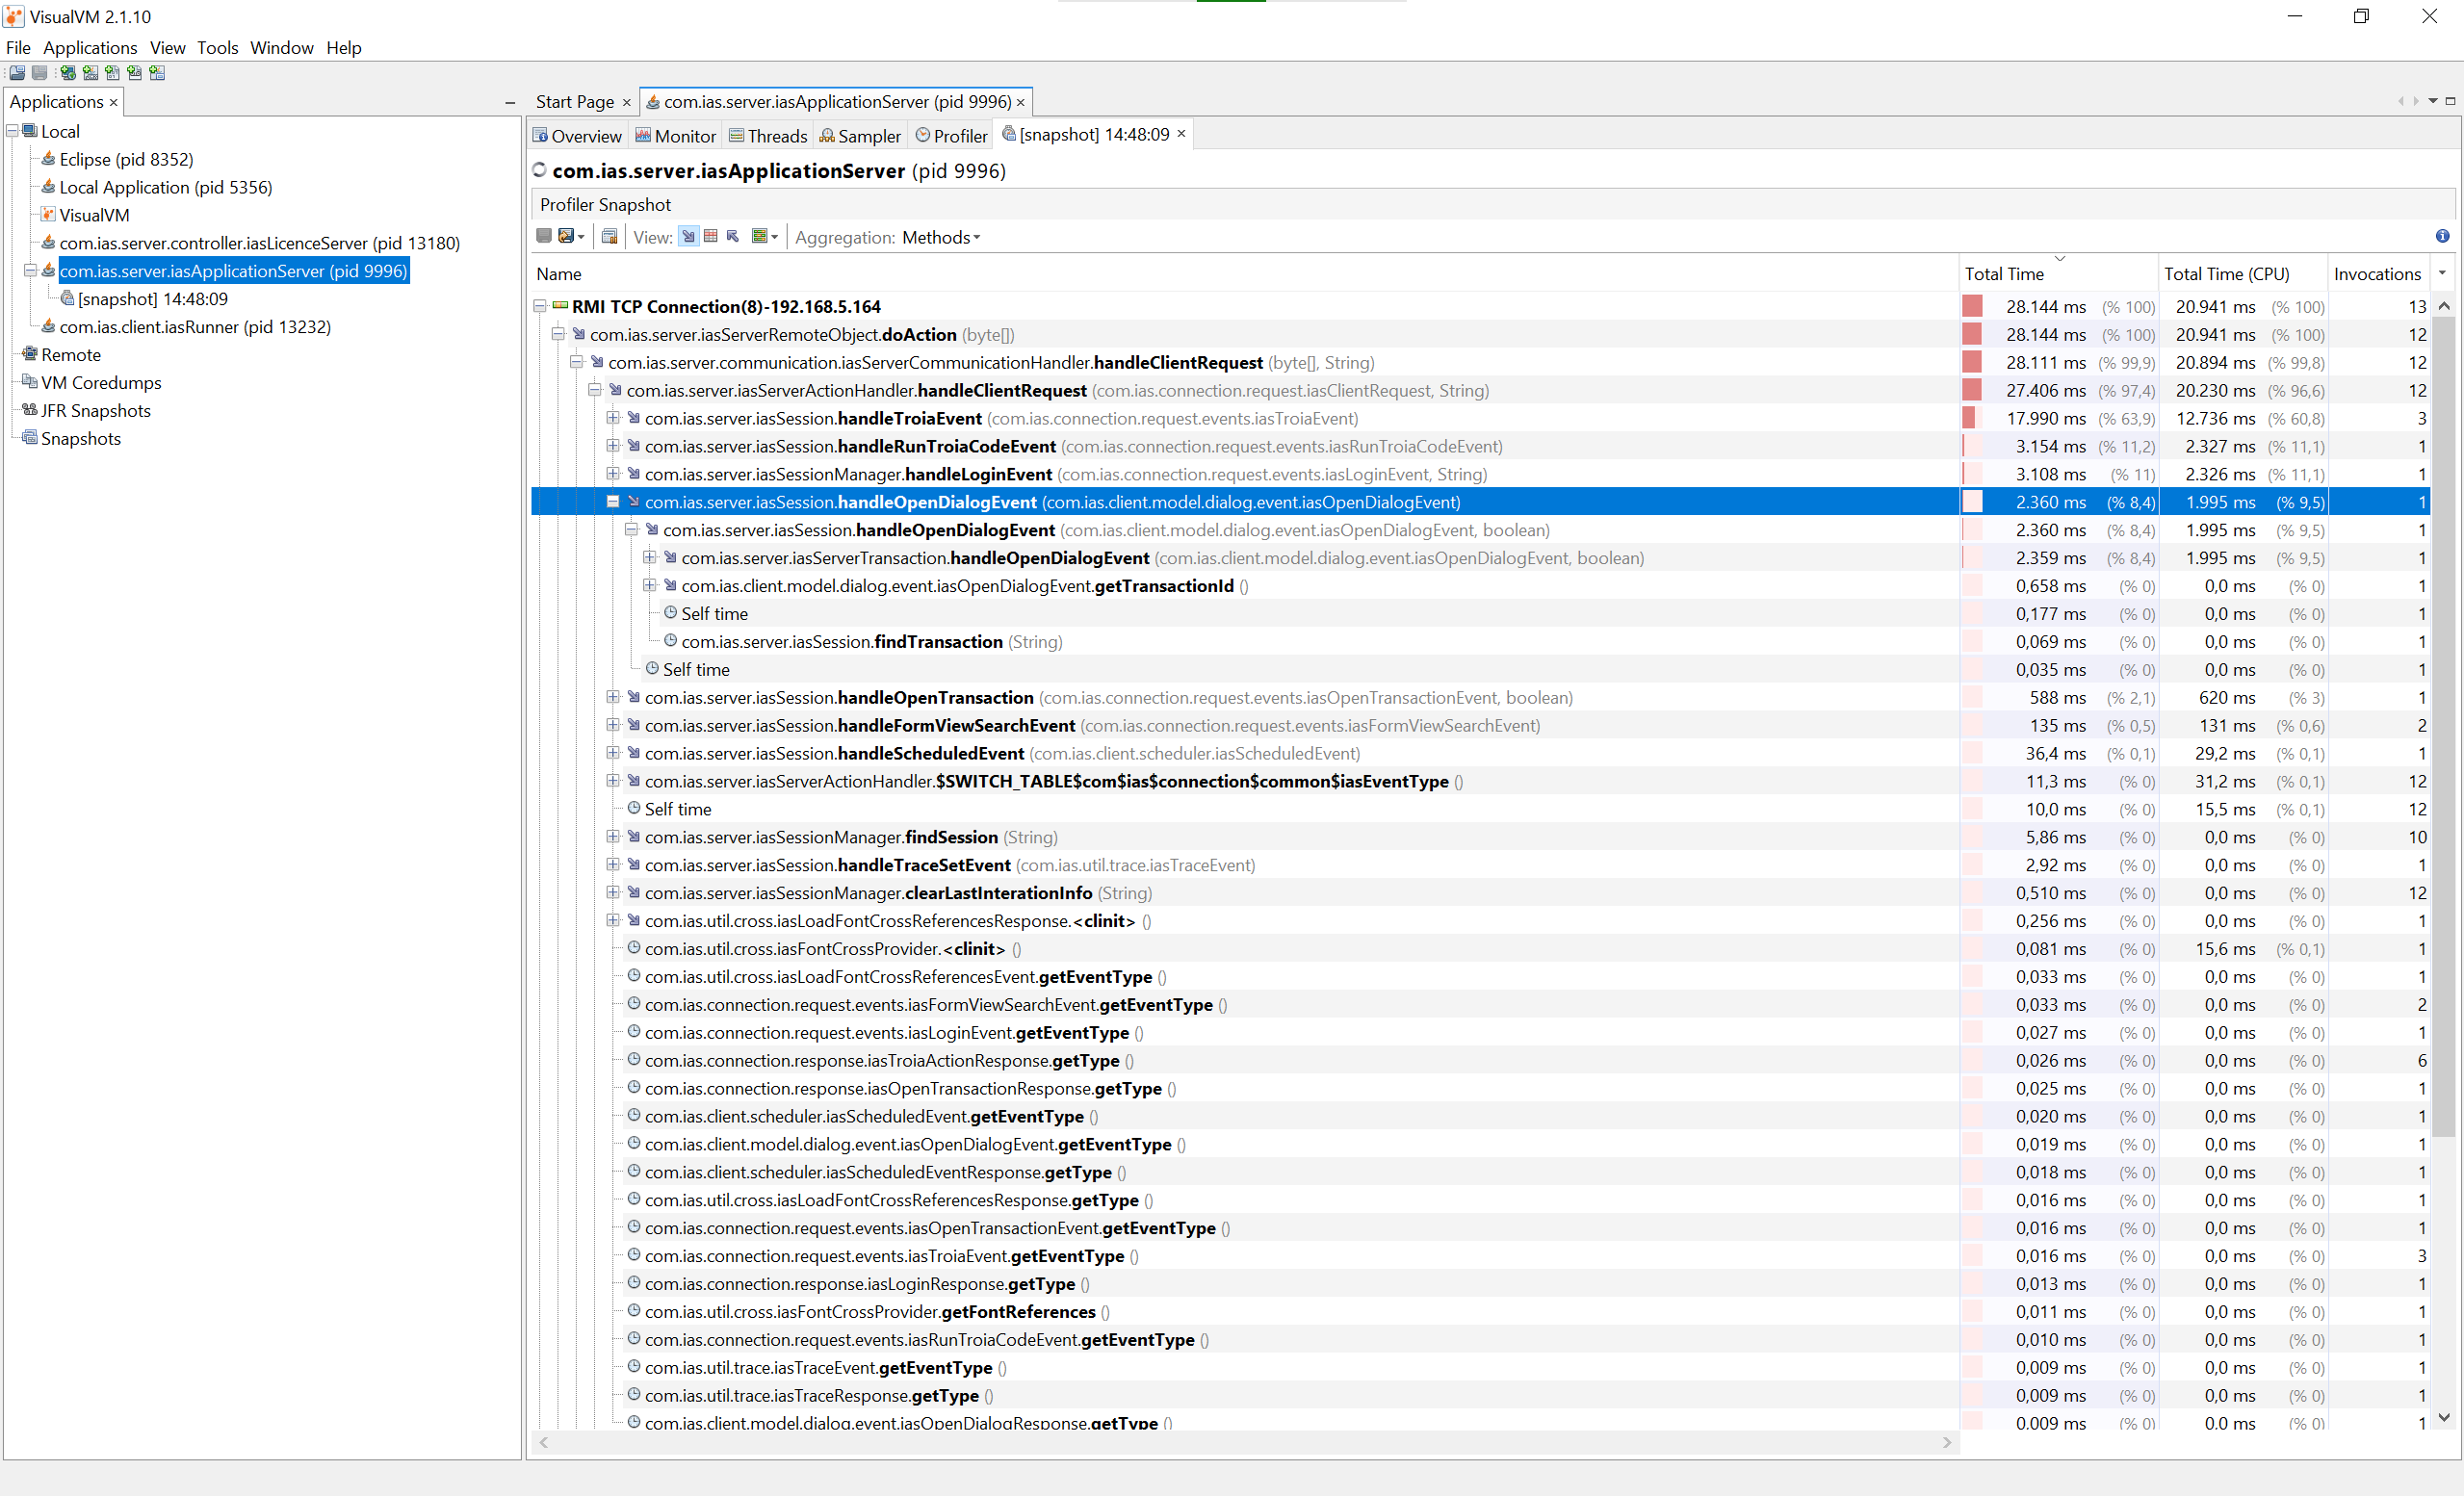 VisualVM 2.1.10
File Applications View Tools Window Help
Applications
Start Page
com.ias.server.iasApplicationServer (pid 9996)
Local
Eclipse (pid 8352)
Local Application (pid 5356)
VisualVM
com.ias.server.controller.iasLicenceServer (pid 13180)
com.ias.server.iasApplicationServer (pid 9996)
[snapshot] 14:48:09
com.ias.client.iasRunner (pid 13232)
Remote
VM Coredumps
JFR Snapshots
Snapshots
Overview Monitor Threads Sampler Profiler [snapshot] 14:48:09
com.ias.server.iasApplicationServer (pid 9996)
Profiler Snapshot
View: Aggregation: Methods
Name Total Time Total Time (CPU) Invocations
RMI TCP Connection(8)-192.168.5.164 28.144 ms (% 100) 20.941 ms (% 100) 13
com.ias.server.iasServerRemoteObject.doAction (byte[]) 28.144 ms (% 100) 20.941 ms (% 100) 12
com.ias.server.communication.iasServerCommunicationHandler.handleClientRequest (byte[], String) 28.111 ms (% 99,9) 20.894 ms (% 99,8) 12
com.ias.server.iasServerActionHandler.handleClientRequest (com.ias.connection.request.iasClientRequest, String) 27.406 ms (% 97,4) 20.230 ms (% 96,6) 12
com.ias.server.iasSession.handleTroiaEvent (com.ias.connection.request.events.iasTroiaEvent) 17.990 ms (% 63,9) 12.736 ms (% 60,8) 3
com.ias.server.iasSession.handleRunTroiaCodeEvent (com.ias.connection.request.events.iasRunTroiaCodeEvent) 3.154 ms (% 11,2) 2.327 ms (% 11,1) 1
com.ias.server.iasSessionManager.handleLoginEvent (com.ias.connection.request.events.iasLoginEvent, String) 3.108 ms (% 11) 2.326 ms (% 11,1) 1
com.ias.server.iasSession.handleOpenDialogEvent (com.ias.client.model.dialog.event.iasOpenDialogEvent) 2.360 ms (% 8,4) 1.995 ms (% 9,5) 1
com.ias.server.iasSession.handleOpenDialogEvent (com.ias.client.model.dialog.event.iasOpenDialogEvent, boolean) 2.360 ms (% 8,4) 1.995 ms (% 9,5) 1
com.ias.server.iasServerTransaction.handleOpenDialogEvent (com.ias.client.model.dialog.event.iasOpenDialogEvent, boolean) 2.359 ms (% 8,4) 1.995 ms (% 9,5) 1
com.ias.client.model.dialog.event.iasOpenDialogEvent.getTransactionId () 0,658 ms (% 0) 0,0 ms (% 0) 1
Self time 0,177 ms (% 0) 0,0 ms (% 0) 1
com.ias.server.iasSession.findTransaction (String) 0,069 ms (% 0) 0,0 ms (% 0) 1
Self time 0,035 ms (% 0) 0,0 ms (% 0) 1
com.ias.server.iasSession.handleOpenTransaction (com.ias.connection.request.events.iasOpenTransactionEvent, boolean) 588 ms (% 2,1) 620 ms (% 3) 1
com.ias.server.iasSession.handleFormViewSearchEvent (com.ias.connection.request.events.iasFormViewSearchEvent) 135 ms (% 0,5) 131 ms (% 0,6) 2
com.ias.server.iasSession.handleScheduledEvent (com.ias.client.scheduler.iasScheduledEvent) 36,4 ms (% 0,1) 29,2 ms (% 0,1) 1
com.ias.server.iasServerActionHandler.$SWITCH_TABLE$com$ias$connection$common$iasEventType () 11,3 ms (% 0) 31,2 ms (% 0,1) 12
Self time 10,0 ms (% 0) 15,5 ms (% 0,1) 12
com.ias.server.iasSessionManager.findSession (String) 5,86 ms (% 0) 0,0 ms (% 0) 10
com.ias.server.iasSession.handleTraceSetEvent (com.ias.util.trace.iasTraceEvent) 2,92 ms (% 0) 0,0 ms (% 0) 1
com.ias.server.iasSessionManager.clearLastInterationInfo (String) 0,510 ms (% 0) 0,0 ms (% 0) 12
com.ias.util.cross.iasLoadFontCrossReferencesResponse.<clinit> () 0,256 ms (% 0) 0,0 ms (% 0) 1
com.ias.util.cross.iasFontCrossProvider.<clinit> () 0,081 ms (% 0) 15,6 ms (% 0,1) 1
com.ias.util.cross.iasLoadFontCrossReferencesEvent.getEventType () 0,033 ms (% 0) 0,0 ms (% 0) 1
com.ias.connection.request.events.iasFormViewSearchEvent.getEventType () 0,033 ms (% 0) 0,0 ms (% 0) 2
com.ias.connection.request.events.iasLoginEvent.getEventType () 0,027 ms (% 0) 0,0 ms (% 0) 1
com.ias.connection.response.iasTroiaActionResponse.getType () 0,026 ms (% 0) 0,0 ms (% 0) 6
com.ias.connection.response.iasOpenTransactionResponse.getType () 0,025 ms (% 0) 0,0 ms (% 0) 1
com.ias.client.scheduler.iasScheduledEvent.getEventType () 0,020 ms (% 0) 0,0 ms (% 0) 1
com.ias.client.model.dialog.event.iasOpenDialogEvent.getEventType () 0,019 ms (% 0) 0,0 ms (% 0) 1
com.ias.client.scheduler.iasScheduledEventResponse.getType () 0,018 ms (% 0) 0,0 ms (% 0) 1
com.ias.util.cross.iasLoadFontCrossReferencesResponse.getType () 0,016 ms (% 0) 0,0 ms (% 0) 1
com.ias.connection.request.events.iasOpenTransactionEvent.getEventType () 0,016 ms (% 0) 0,0 ms (% 0) 1
com.ias.connection.request.events.iasTroiaEvent.getEventType () 0,016 ms (% 0) 0,0 ms (% 0) 3
com.ias.connection.response.iasLoginResponse.getType () 0,013 ms (% 0) 0,0 ms (% 0) 1
com.ias.util.cross.iasFontCrossProvider.getFontReferences () 0,011 ms (% 0) 0,0 ms (% 0) 1
com.ias.connection.request.events.iasRunTroiaCodeEvent.getEventType () 0,010 ms (% 0) 0,0 ms (% 0) 1
com.ias.util.trace.iasTraceEvent.getEventType () 0,009 ms (% 0) 0,0 ms (% 0) 1
com.ias.util.trace.iasTraceResponse.getType () 0,009 ms (% 0) 0,0 ms (% 0) 1
com.ias.client.model.dialog.event.iasOpenDialogResponse.getType () 0,009 ms (% 0) 0,0 ms (% 0) 1